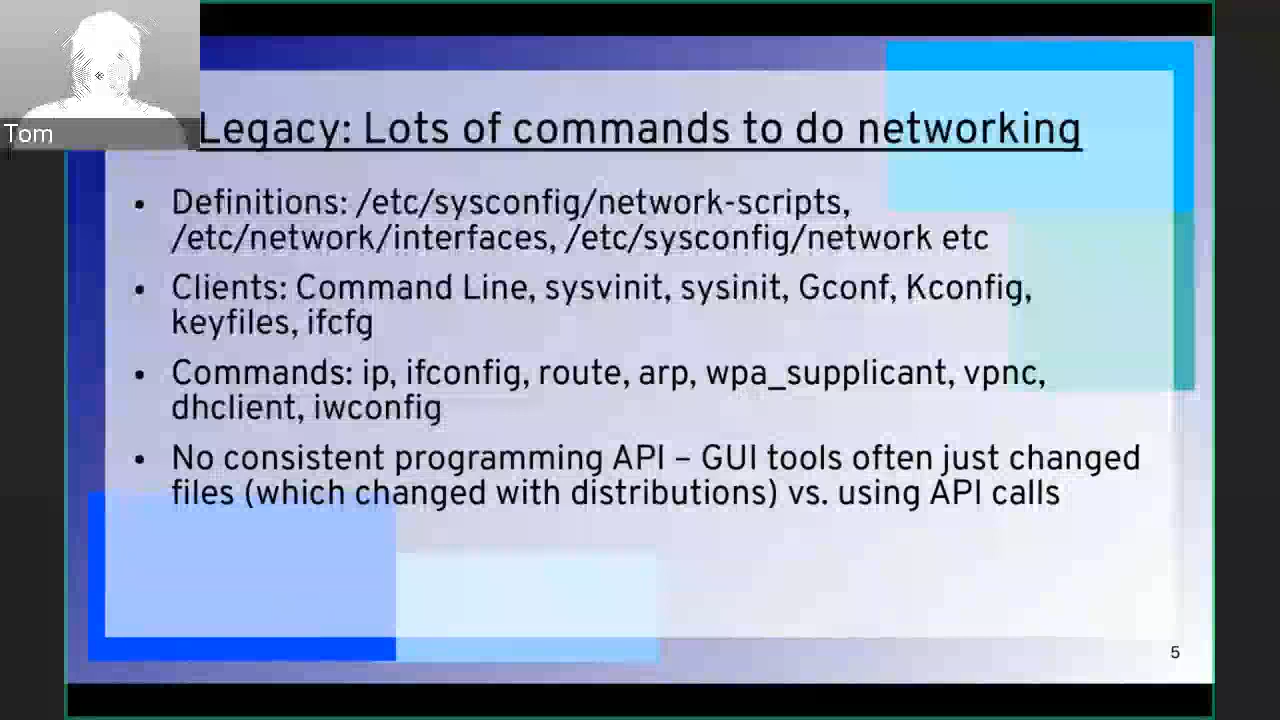 Tom
Legacy: Lots of commands to do networking
• Definitions: /etc/sysconfig/network-scripts,
/etc/network/interfaces, /etc/sysconfig/network etc
• Clients: Command Line, sysvinit, sysinit, Gconf, Kconfig,
keyfiles, ifcfg
• Commands: ip, ifconfig, route, arp, wpa_supplicant, vpnc,
dhclient, iwconfig
• No consistent programming API – GUI tools often just changed
files (which changed with distributions) vs. using API calls
5